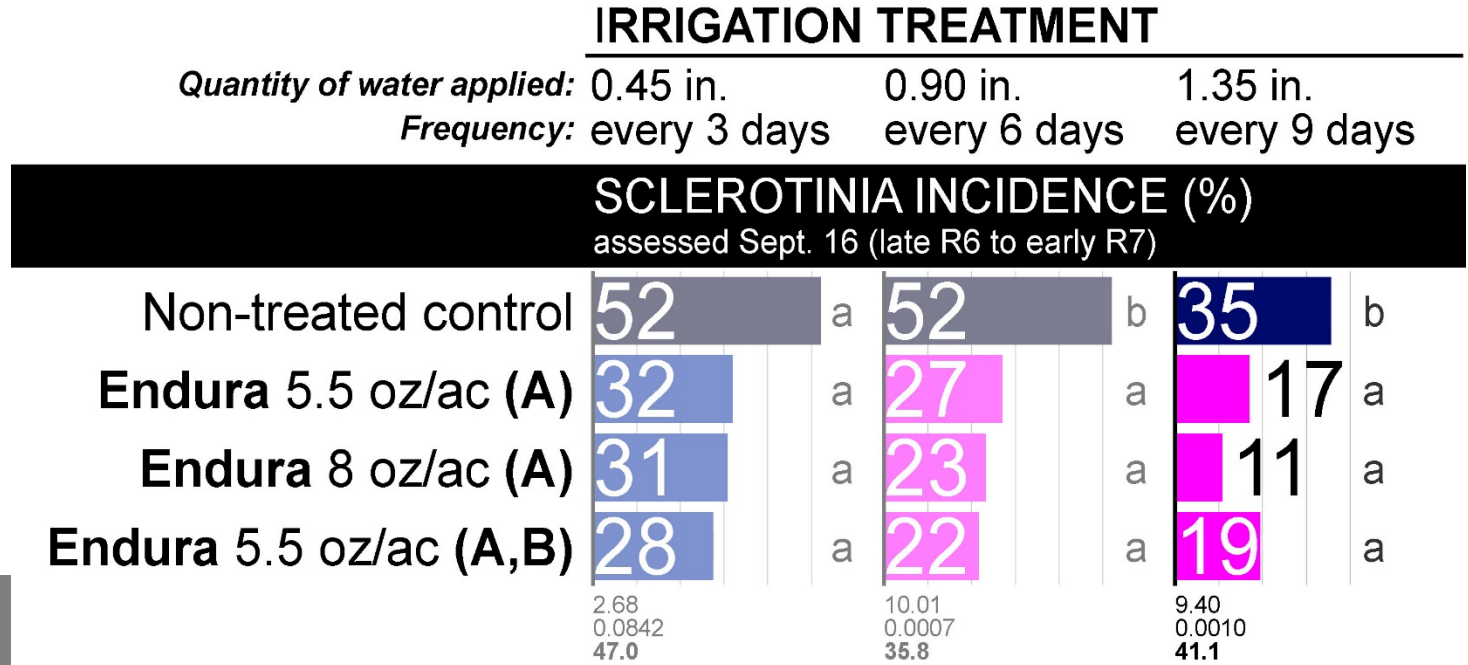 IRRIGATION TREATMENT
Quantity of water applied: 0.45 in. 0.90 in. 1.35 in.
Frequency: every 3 days every 6 days every 9 days
SCLEROTINIA INCIDENCE (%)
assessed Sept. 16 (late R6 to early R7)
Non-treated control 52 a 52 b 35 b
Endura 5.5 oz/ac (A) 32 a 27 a 17 a
Endura 8 oz/ac (A) 31 a 23 a 11 a
Endura 5.5 oz/ac (A,B) 28 a 22 a 19 a
2.68 10.01 9.40
0.0842 0.0007 0.0010
47.0 35.8 41.1